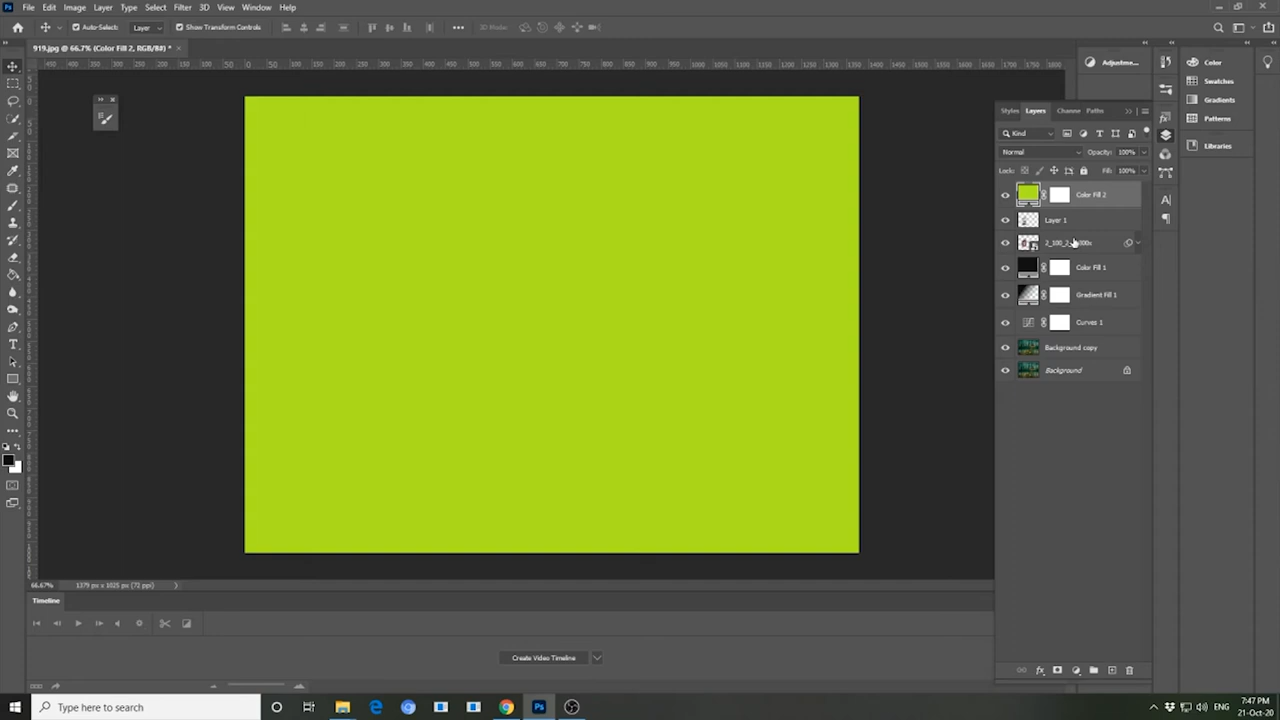 File Edit Image Layer Type Select Filter 3D View Window Help
Auto-Select: Layer Show Transform Controls 3D Mode:
919.jpg @ 66.7% (Color Fill 2, RGB/8#) *
Adjustme...
Color
Swatches
Gradients
Patterns
Libraries
Styles Layers Channe Paths
Kind
Normal Opacity: 100%
Lock: Fill: 100%
Color Fill 2
Layer 1
Color Fill 1
Gradient Fill 1
Curves 1
Background copy
Background
66.67% 1379 px x 1025 px (72 ppi)
Timeline
Create Video Timeline
Type here to search
ENG
7:47 PM
21-Oct-20